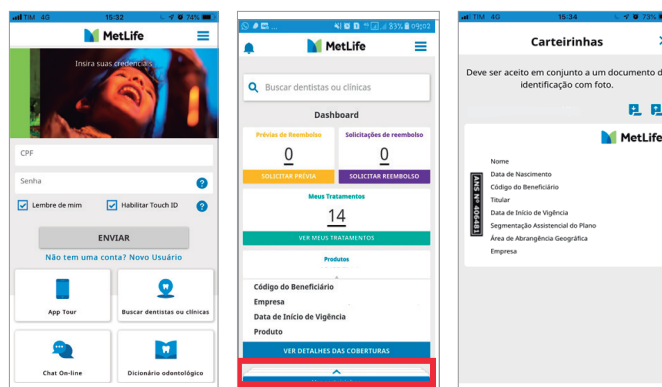 TIM 4G 15:32 74%
MetLife
Insira suas credenciais
CPF
Senha
Lembre de mim
Habilitar Touch ID
ENVIAR
Não tem uma conta? Novo Usuário
App Tour
Buscar dentistas ou clínicas
Chat On-line
Dicionário odontológico
... 83% 09:02
MetLife
Buscar dentistas ou clínicas
Dashboard
Prévias de Reembolso
Solicitações de reembolso
0
0
SOLICITAR PRÉVIA
SOLICITAR REEMBOLSO
Meus Tratamentos
14
VER MEUS TRATAMENTOS
Produtos
Código do Beneficiário
Empresa
Data de Início de Vigência
Produto
VER DETALHES DAS COBERTURAS
TIM 4G 15:34 73%
Carteirinhas
Deve ser aceito em conjunto a um documento d
identificação com foto.
MetLife
ANS Nº 406481
Nome
Data de Nascimento
Código do Beneficiário
Titular
Data de Início de Vigência
Segmentação Assistencial do Plano
Área de Abrangência Geográfica
Empresa